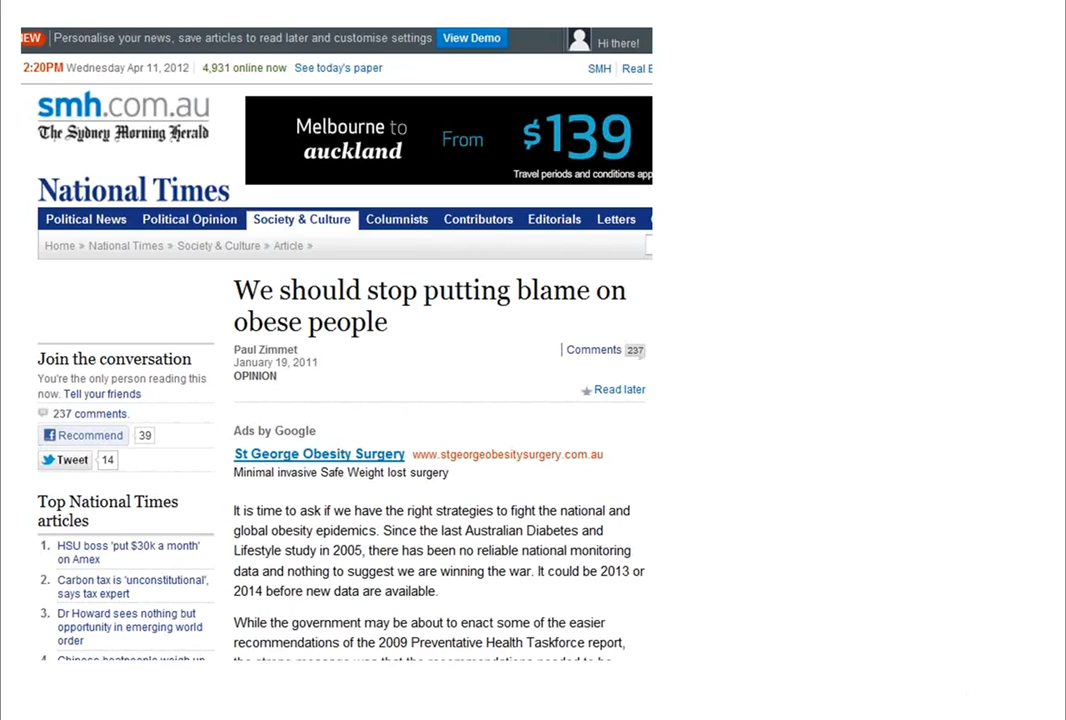 NEW Personalise your news, save articles to read later and customise settings View Demo Hi there!
2:20PM Wednesday Apr 11, 2012 4,931 online now See today's paper SMH Real E
smh.com.au
The Sydney Morning Herald
Melbourne to
auckland
From $139
Travel periods and conditions app
National Times
Political News Political Opinion Society & Culture Columnists Contributors Editorials Letters
Home » National Times » Society & Culture » Article »
We should stop putting blame on
obese people
Paul Zimmet
January 19, 2011
OPINION
Comments 237
Read later
Join the conversation
You're the only person reading this
now. Tell your friends
237 comments.
Recommend 39
Tweet 14
Top National Times
articles
1. HSU boss 'put $30k a month'
on Amex
2. Carbon tax is 'unconstitutional',
says tax expert
3. Dr Howard sees nothing but
opportunity in emerging world
order
Ads by Google
St George Obesity Surgery www.stgeorgeobesitysurgery.com.au
Minimal invasive Safe Weight lost surgery
It is time to ask if we have the right strategies to fight the national and
global obesity epidemics. Since the last Australian Diabetes and
Lifestyle study in 2005, there has been no reliable national monitoring
data and nothing to suggest we are winning the war. It could be 2013 or
2014 before new data are available.
While the government may be about to enact some of the easier
recommendations of the 2009 Preventative Health Taskforce report,